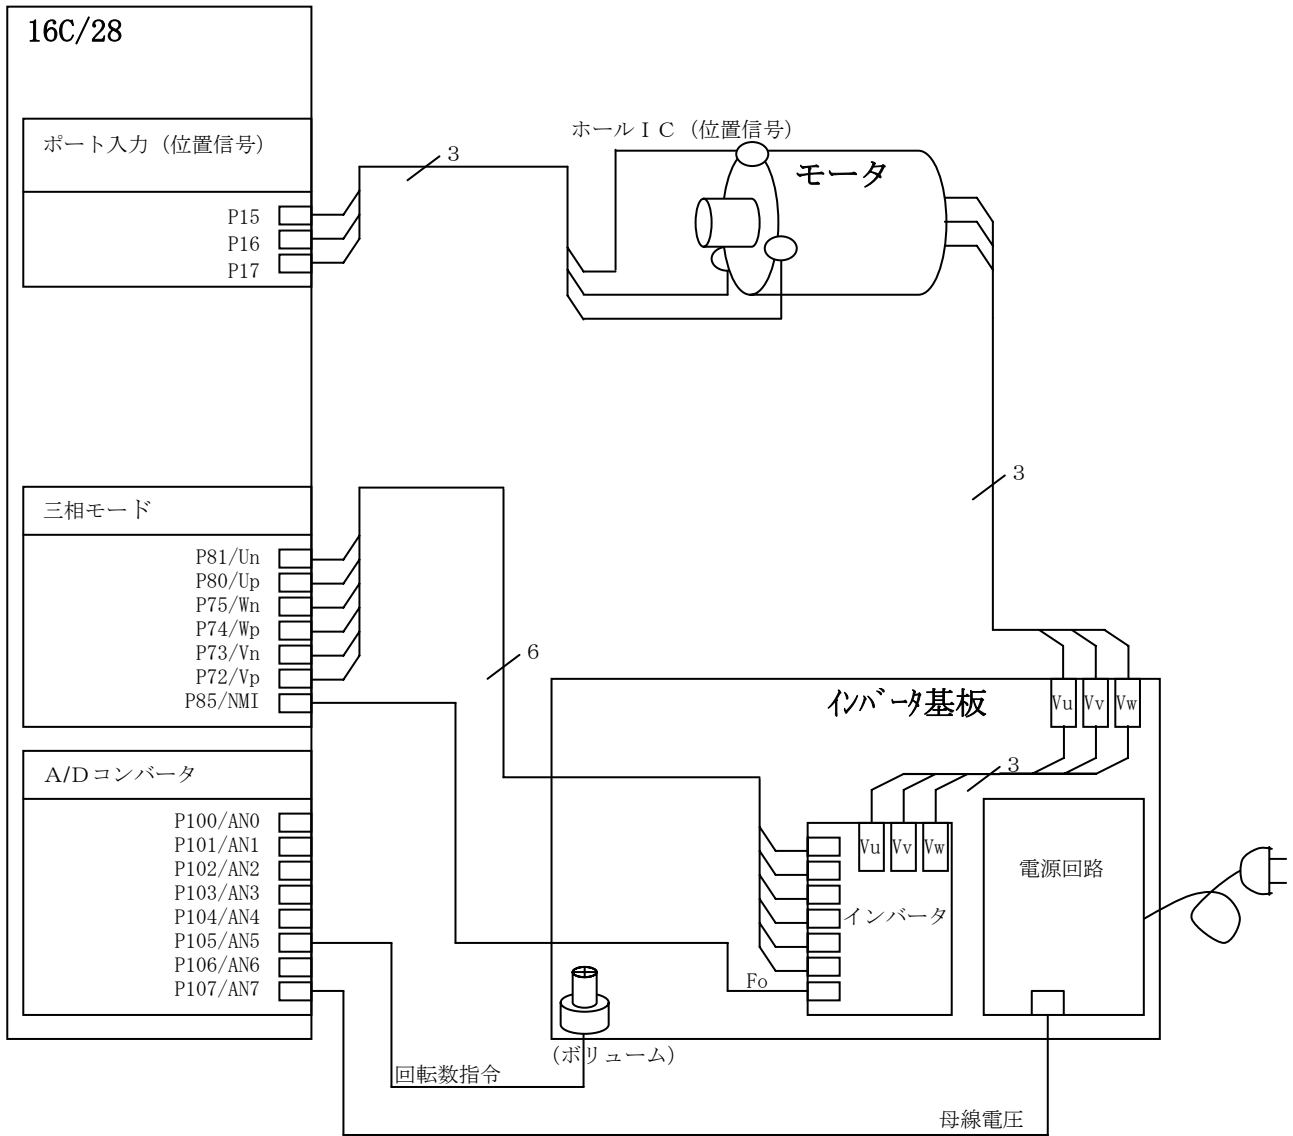 16C/28
ポート入力（位置信号）
P15
P16
P17
3
ホールＩＣ（位置信号）
モータ
3
三相モード
P81/Un
P80/Up
P75/Wn
P74/Wp
P73/Vn
P72/Vp
P85/NMI
6
インバータ基板
Vu Vv Vw
3
A/Dコンバータ
P100/AN0
P101/AN1
P102/AN2
P103/AN3
P104/AN4
P105/AN5
P106/AN6
P107/AN7
Vu Vv Vw
インバータ
Fo
電源回路
（ボリューム）
回転数指令
母線電圧